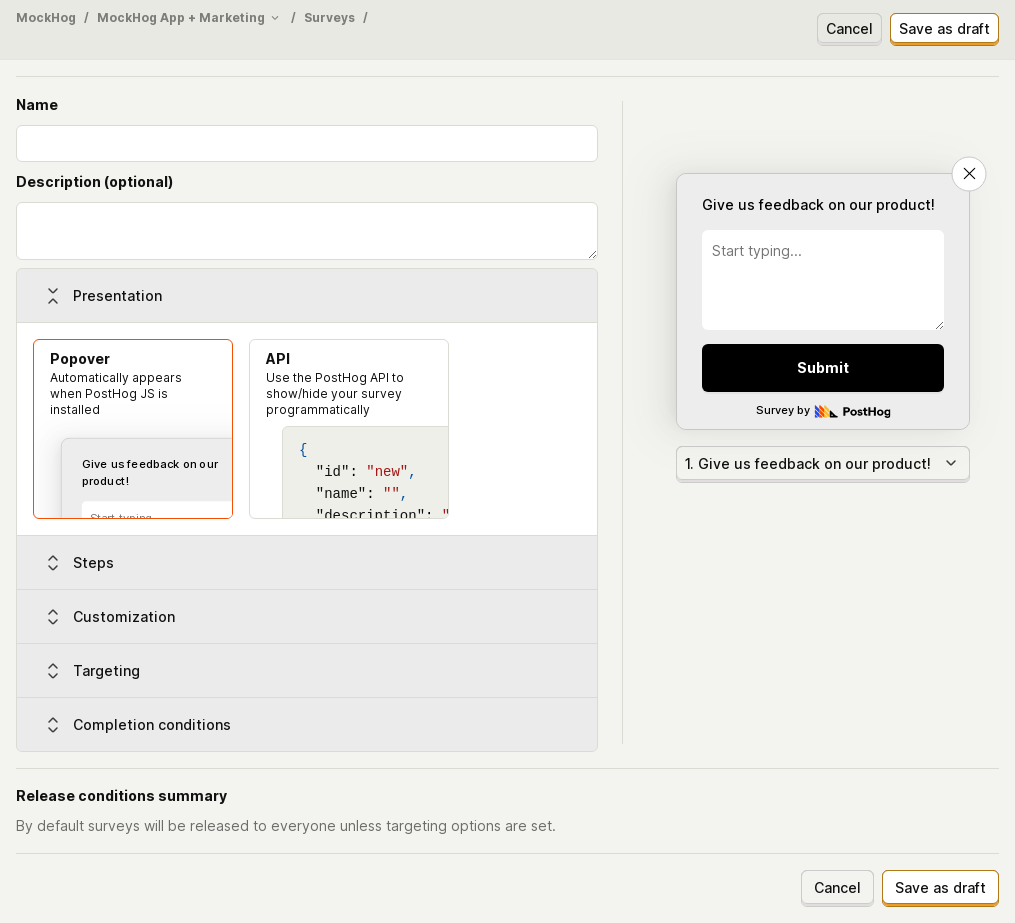 MockHog / MockHog App + Marketing / Surveys /
Cancel
Save as draft
Name
Description (optional)
Presentation
Popover
Automatically appears
when PostHog JS is
installed
Give us feedback on our
product!
Start typing
API
Use the PostHog API to
show/hide your survey
programmatically
{
"id": "new",
"name": "",
"description": "
Steps
Customization
Targeting
Completion conditions
Give us feedback on our product!
Start typing...
Submit
Survey by PostHog
1. Give us feedback on our product!
Release conditions summary
By default surveys will be released to everyone unless targeting options are set.
Cancel
Save as draft